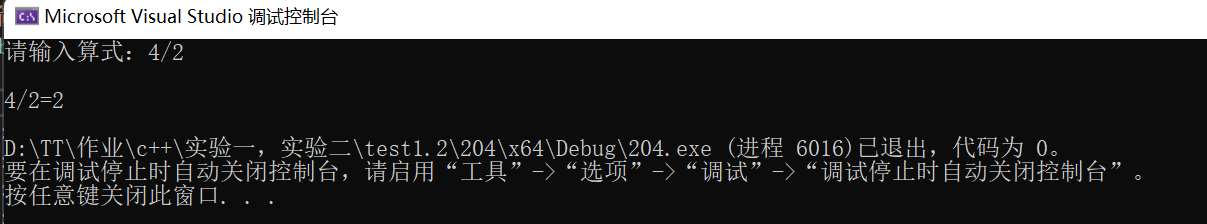 Microsoft Visual Studio 调试控制台
请输入算式：4/2
4/2=2
D:\TT\作业\c++\实验一，实验二\test1.2\204\x64\Debug\204.exe (进程 6016)已退出，代码为 0。
要在调试停止时自动关闭控制台，请启用“工具”->“选项”->“调试”->“调试停止时自动关闭控制台”。
按任意键关闭此窗口. . .